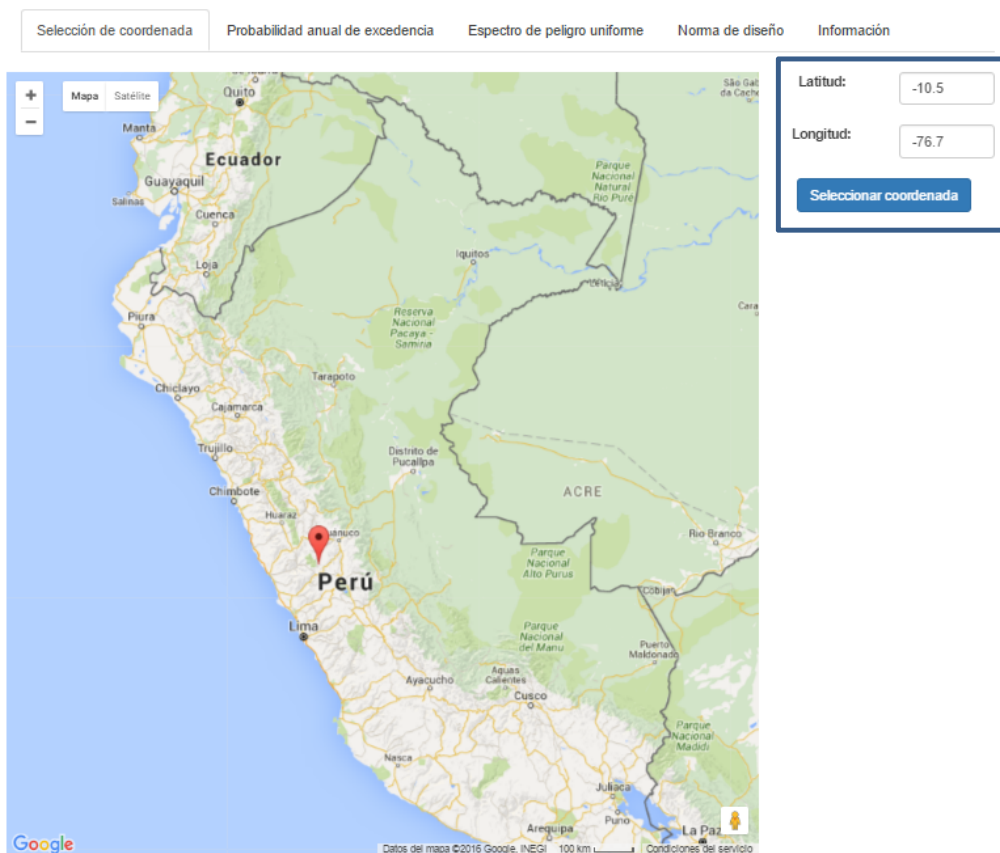 Selección de coordenada
Probabilidad anual de excedencia
Espectro de peligro uniforme
Norma de diseño
Información
Latitud:
-10.5
Longitud:
-76.7
Seleccionar coordenada
+
−
Mapa
Satélite
Quito
Manta
Ecuador
Guayaquil
Salinas
Cuenca
Loja
Parque
Nacional
Natural
Rio Puré
Iquitos
Leticia
Piura
Reserva
Nacional
Pacaya -
Samiria
Tarapoto
Chiclayo
Cajamarca
Trujillo
Distrito de
Pucallpa
Chimbote
ACRE
Huaraz
Rio Branco
Perú
Parque
Nacional
Alto Purus
Cobija
Lima
Parque
Nacional
del Manu
Puerto
Maldonado
Ayacucho
Aguas
Calientes
Cusco
Parque
Nacional
Madidi
Nasca
Juliaca
Puno
Arequipa
La Paz
Google
Datos del mapa ©2016 Google, INEGI
100 km
Condiciones del servicio